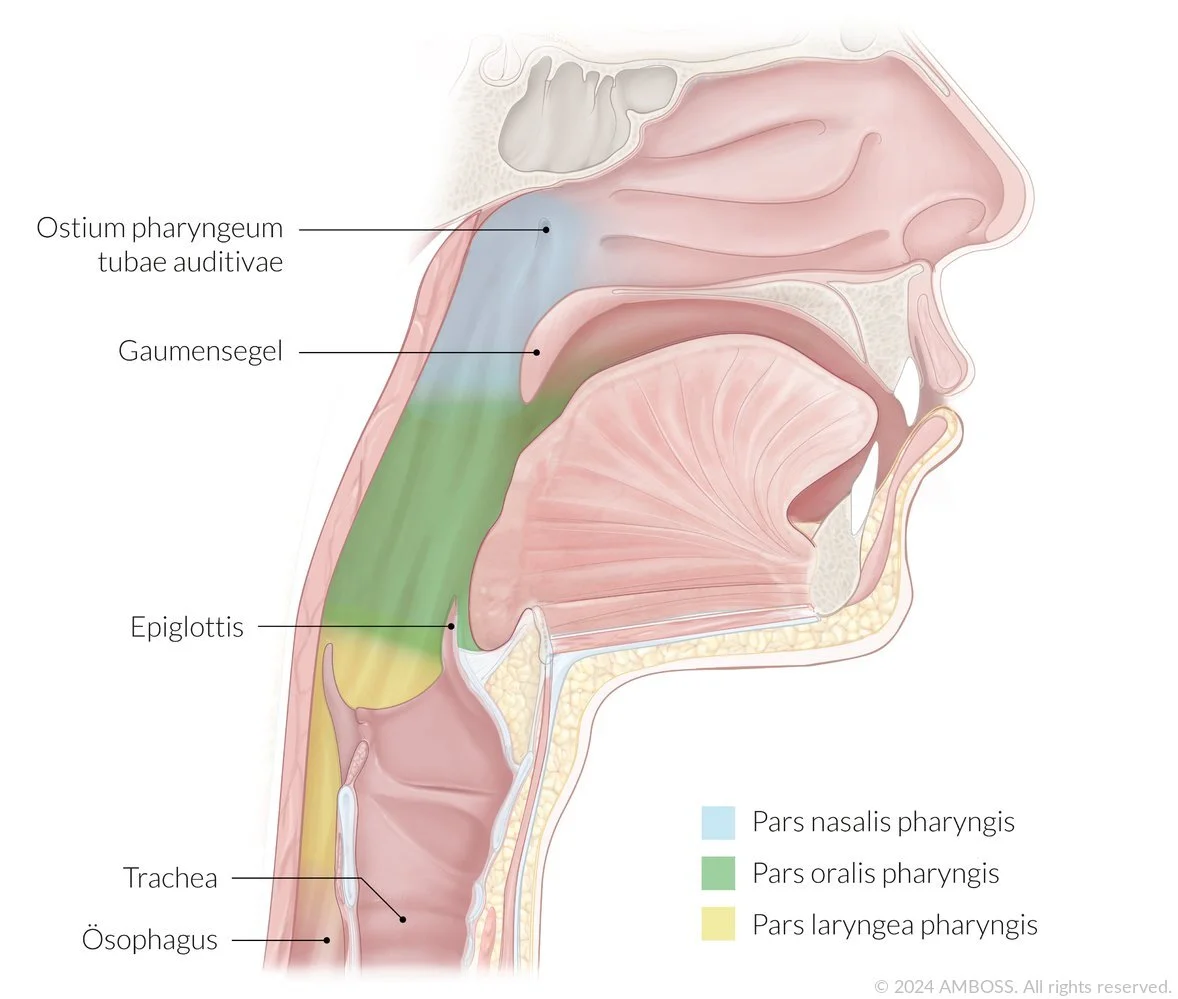 Ostium pharyngeum
tubae auditivae
Gaumensegel
Epiglottis
Trachea
Ösophagus
Pars nasalis pharyngis
Pars oralis pharyngis
Pars laryngea pharyngis
© 2024 AMBOSS. All rights reserved.